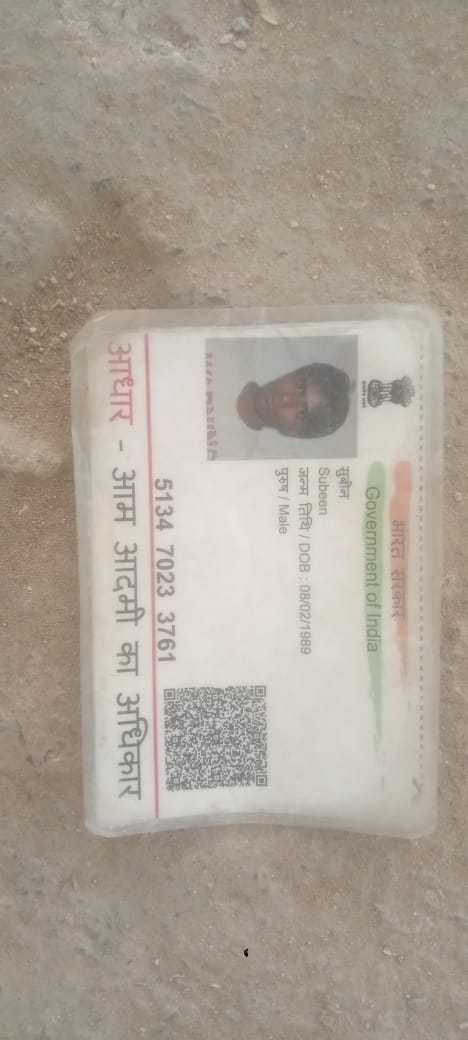 भारत सरकार
Government of India
सुबीन
Subeen
जन्म तिथि / DOB : 08/02/1989
पुरुष / Male
5134 7023 3761
आधार - आम आदमी का अधिकार